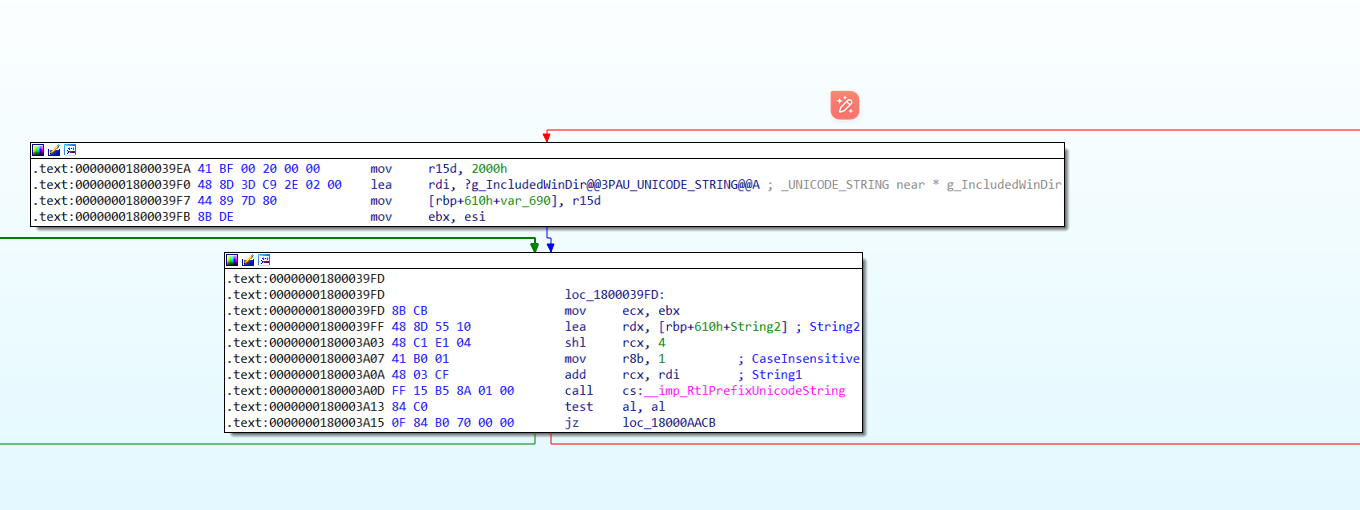 .text:00000001800039EA 41 BF 00 20 00 00 mov r15d, 2000h
.text:00000001800039F0 48 8D 3D C9 2E 02 00 lea rdi, ?g_IncludedWinDir@@3PAU_UNICODE_STRING@@A ; _UNICODE_STRING near * g_IncludedWinDir
.text:00000001800039F7 44 89 7D 80 mov [rbp+610h+var_690], r15d
.text:00000001800039FB 8B DE mov ebx, esi
.text:00000001800039FD
.text:00000001800039FD loc_1800039FD:
.text:00000001800039FD 8B CB mov ecx, ebx
.text:00000001800039FF 48 8D 55 10 lea rdx, [rbp+610h+String2] ; String2
.text:0000000180003A03 48 C1 E1 04 shl rcx, 4
.text:0000000180003A07 41 B0 01 mov r8b, 1 ; CaseInsensitive
.text:0000000180003A0A 48 03 CF add rcx, rdi ; String1
.text:0000000180003A0D FF 15 B5 8A 01 00 call cs:__imp_RtlPrefixUnicodeString
.text:0000000180003A13 84 C0 test al, al
.text:0000000180003A15 0F 84 B0 70 00 00 jz loc_18000AACB